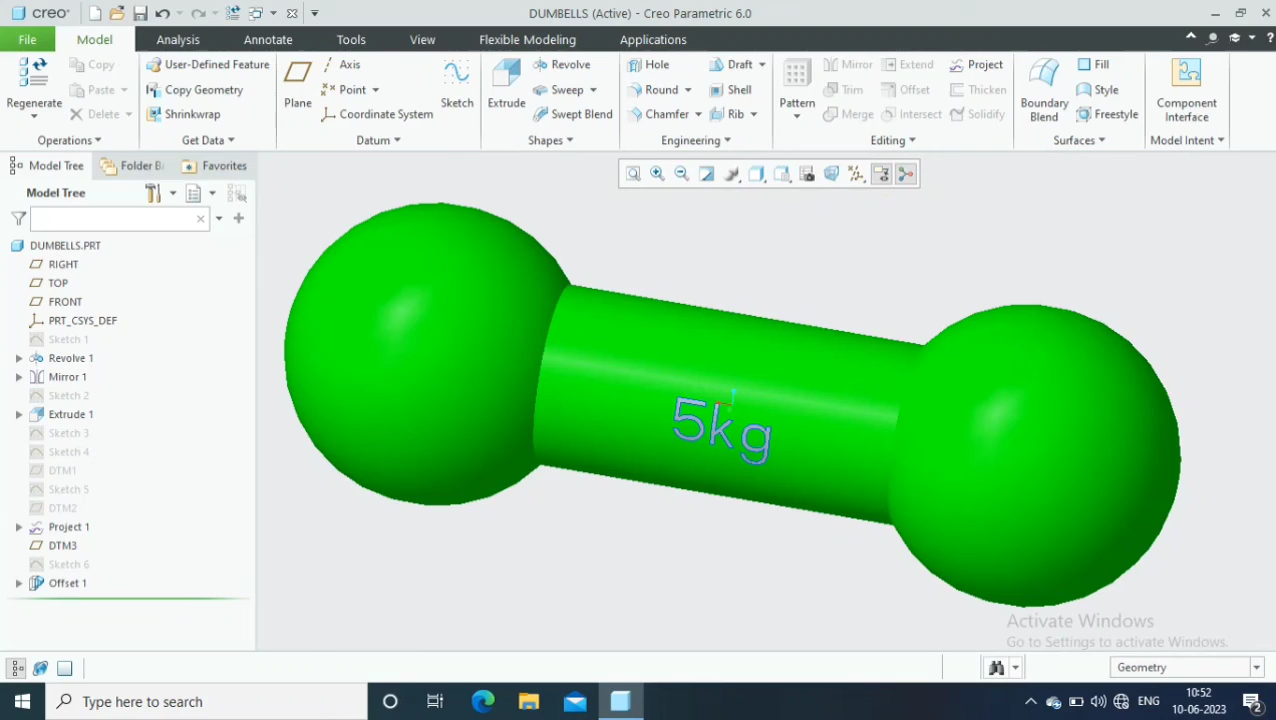 creo
DUMBELLS (Active) - Creo Parametric 6.0
File Model Analysis Annotate Tools View Flexible Modeling Applications
Regenerate
Copy
Paste
Delete
Operations
User-Defined Feature
Copy Geometry
Shrinkwrap
Get Data
Plane
Axis
Point
Coordinate System
Sketch
Datum
Extrude
Revolve
Sweep
Swept Blend
Shapes
Hole
Round
Chamfer
Draft
Shell
Rib
Engineering
Pattern
Mirror
Trim
Merge
Extend
Offset
Intersect
Project
Thicken
Solidify
Editing
Boundary
Blend
Fill
Style
Freestyle
Surfaces
Component
Interface
Model Intent
Model Tree Folder B Favorites
Model Tree
DUMBELLS.PRT
RIGHT
TOP
FRONT
PRT_CSYS_DEF
Sketch 1
Revolve 1
Mirror 1
Sketch 2
Extrude 1
Sketch 3
Sketch 4
DTM1
Sketch 5
DTM2
Project 1
DTM3
Sketch 6
Offset 1
5kg
Activate Windows
Go to Settings to activate Windows.
Geometry
Type here to search
ENG
10:52
10-06-2023
2